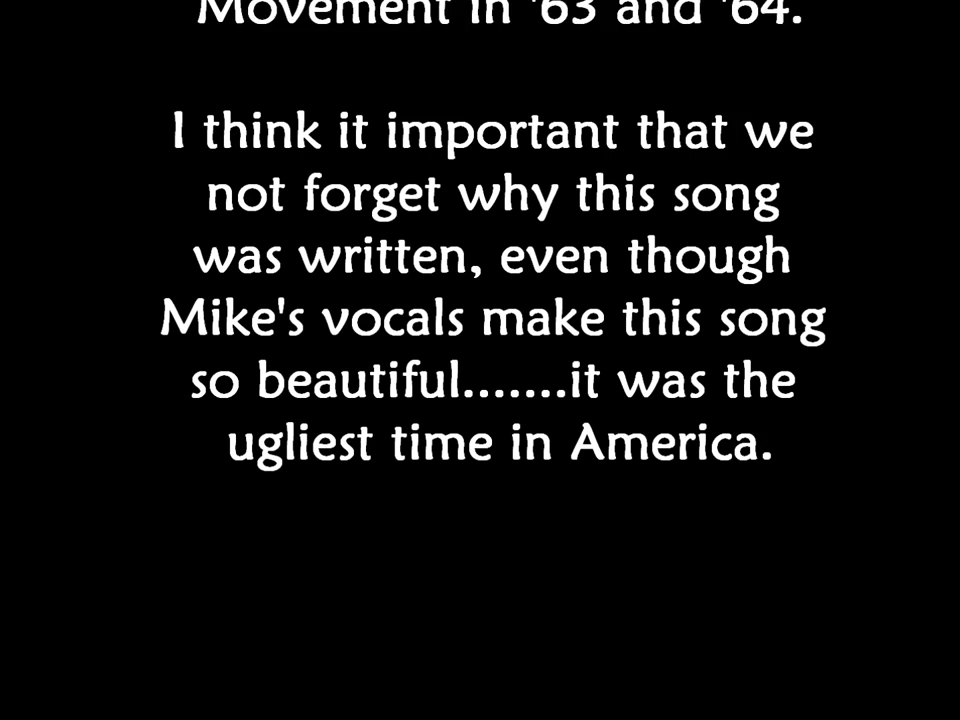 Movement in '63 and '64.
I think it important that we
not forget why this song
was written, even though
Mike's vocals make this song
so beautiful.......it was the
ugliest time in America.